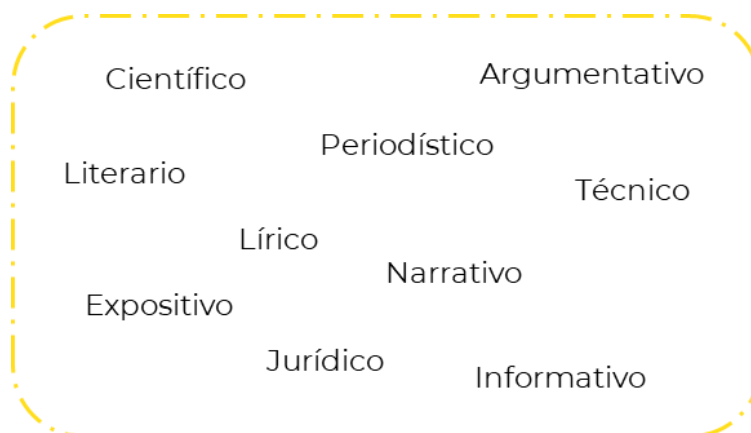 Científico
Argumentativo
Periodístico
Literario
Técnico
Lírico
Narrativo
Expositivo
Jurídico
Informativo